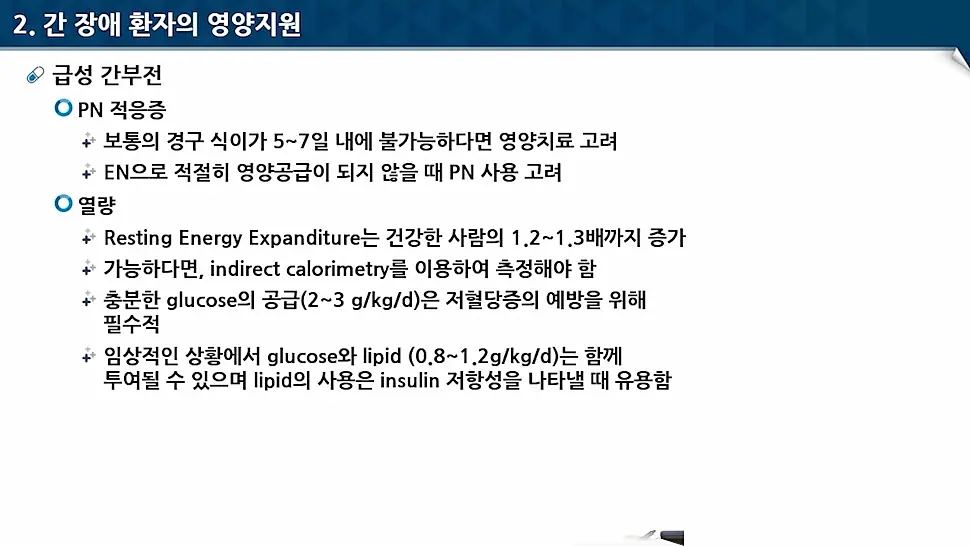 2. 간 장애 환자의 영양지원
급성 간부전
PN 적응증
보통의 경구 식이가 5~7일 내에 불가능하다면 영양치료 고려
EN으로 적절히 영양공급이 되지 않을 때 PN 사용 고려
열량
Resting Energy Expanditure는 건강한 사람의 1.2~1.3배까지 증가
가능하다면, indirect calorimetry를 이용하여 측정해야 함
충분한 glucose의 공급(2~3 g/kg/d)은 저혈당증의 예방을 위해
필수적
임상적인 상황에서 glucose와 lipid (0.8~1.2g/kg/d)는 함께
투여될 수 있으며 lipid의 사용은 insulin 저항성을 나타낼 때 유용함